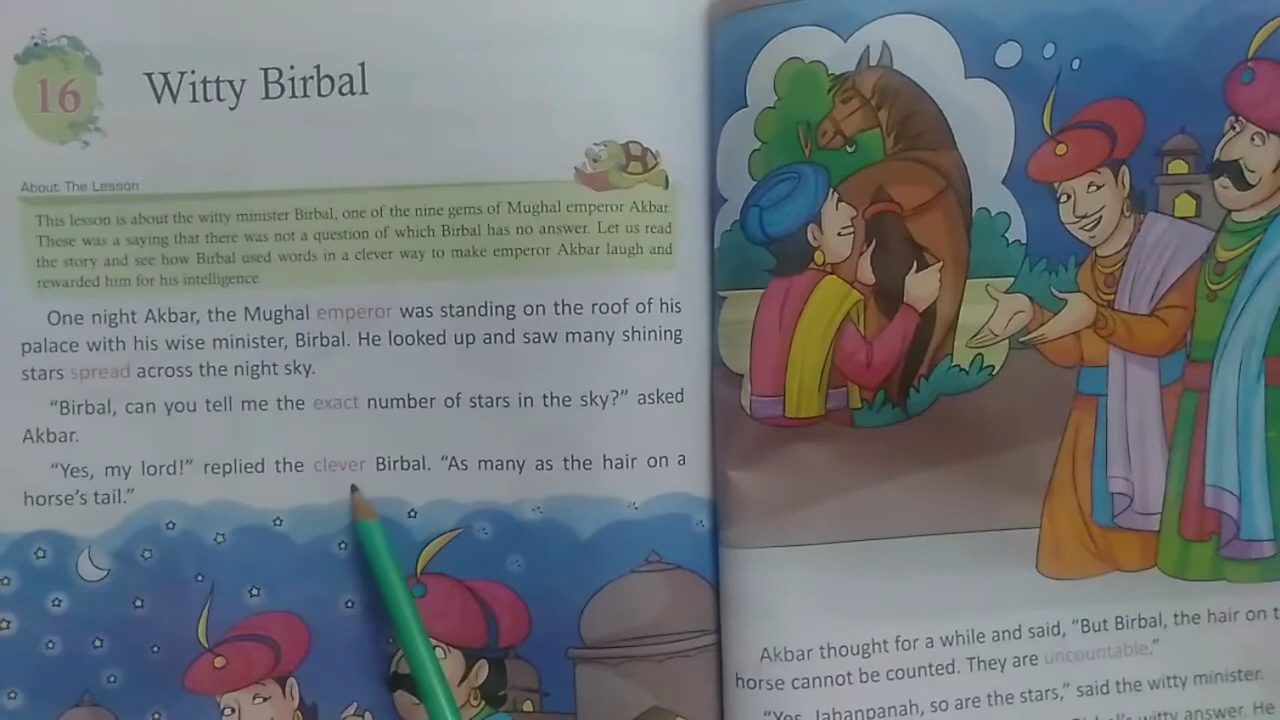 16
Witty Birbal
About The Lesson
This lesson is about the witty minister Birbal, one of the nine gems of Mughal emperor Akbar.
These was a saying that there was not a question of which Birbal has no answer. Let us read
the story and see how Birbal used words in a clever way to make emperor Akbar laugh and
rewarded him for his intelligence.
One night Akbar, the Mughal emperor was standing on the roof of his
palace with his wise minister, Birbal. He looked up and saw many shining
stars spread across the night sky.
“Birbal, can you tell me the exact number of stars in the sky?” asked
Akbar.
“Yes, my lord!” replied the clever Birbal. “As many as the hair on a
horse’s tail.”
Akbar thought for a while and said, “But Birbal, the hair on
horse cannot be counted. They are uncountable.”
“Yes, Jahanpanah, so are the stars,” said the witty minister.
witty answer. He